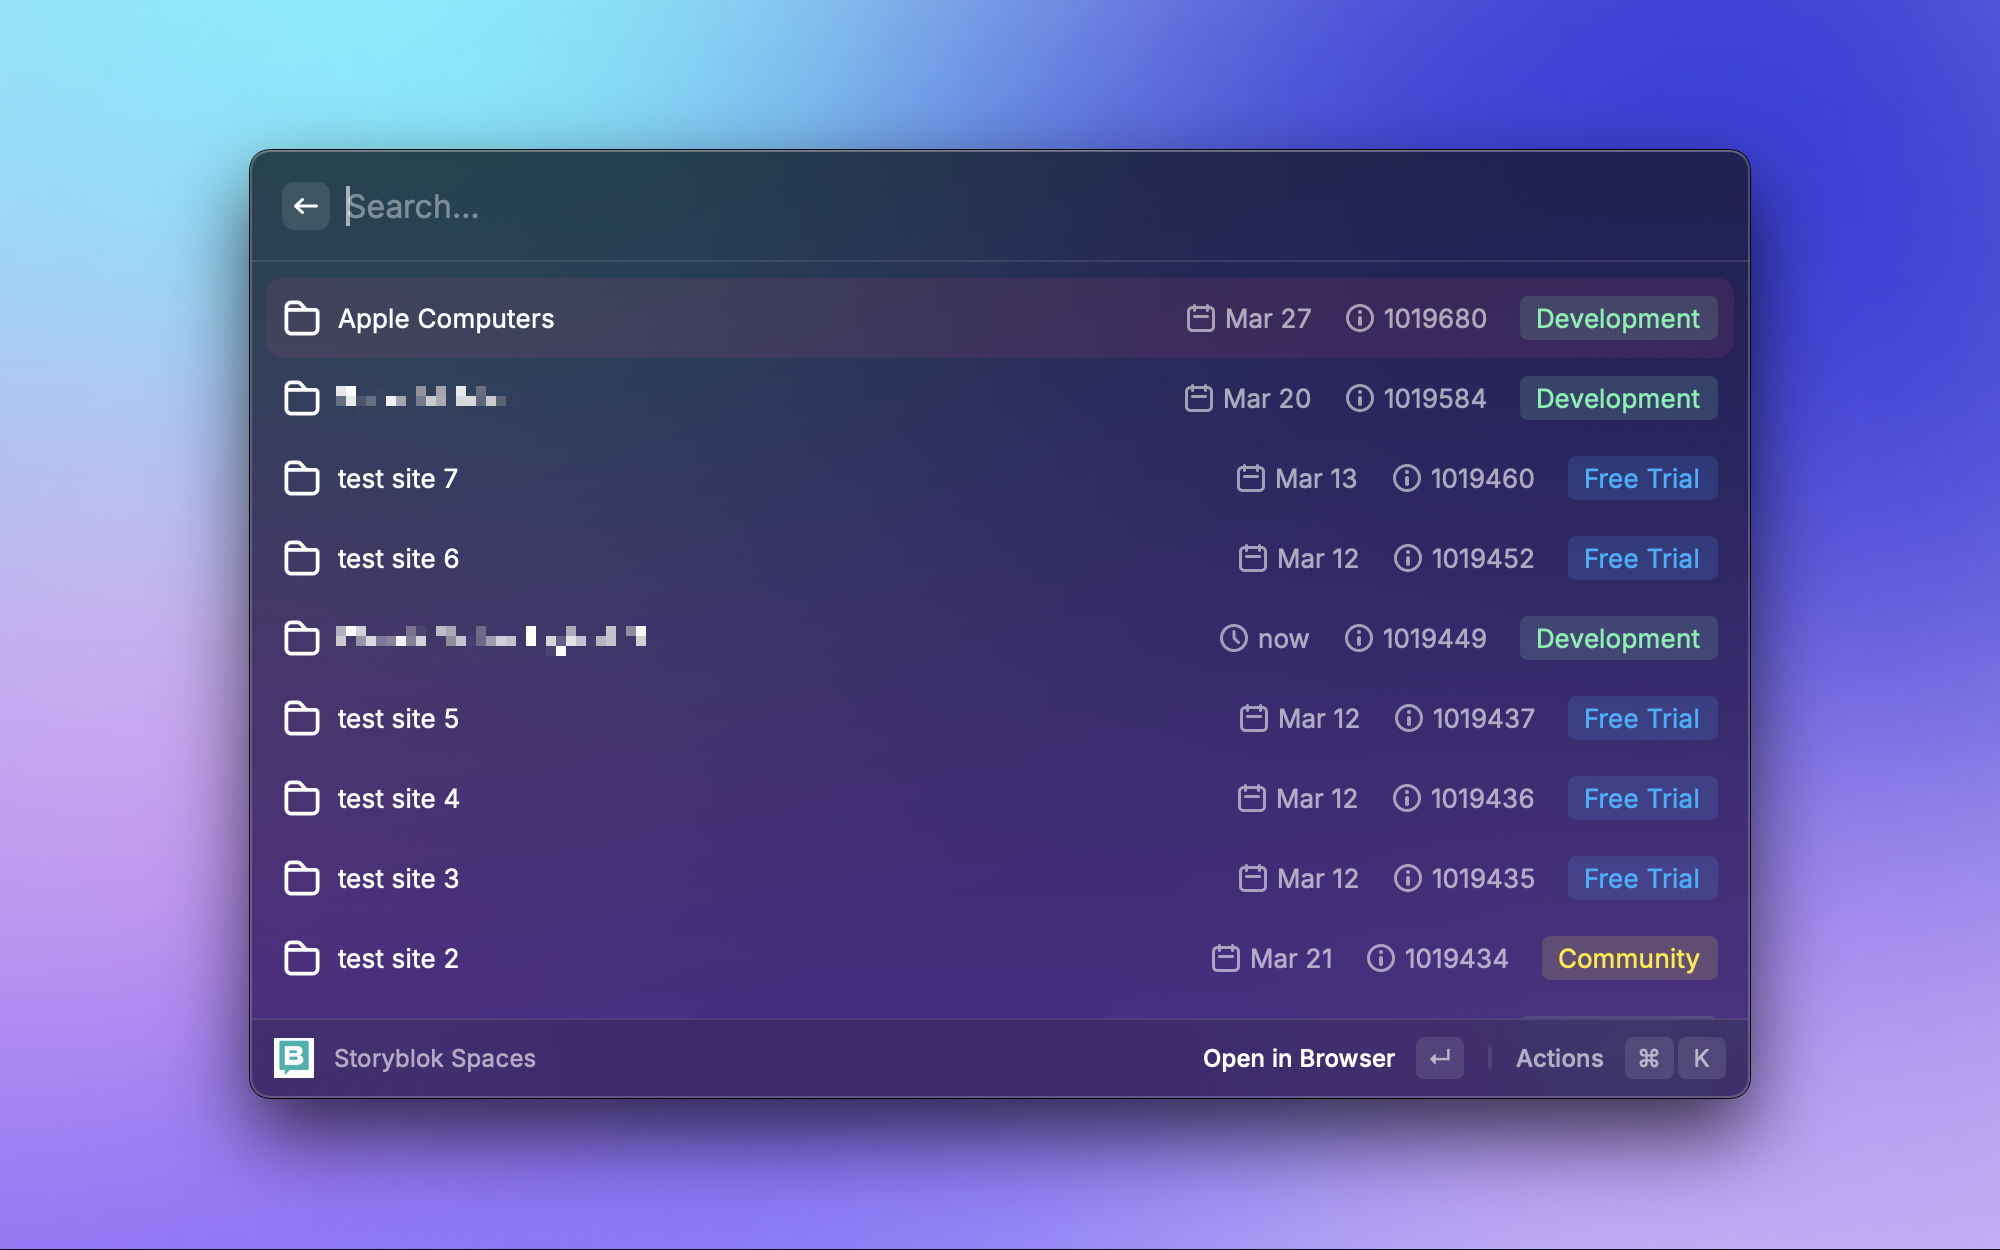 Search...
Apple Computers Mar 27 1019680 Development
Mar 20 1019584 Development
test site 7 Mar 13 1019460 Free Trial
test site 6 Mar 12 1019452 Free Trial
now 1019449 Development
test site 5 Mar 12 1019437 Free Trial
test site 4 Mar 12 1019436 Free Trial
test site 3 Mar 12 1019435 Free Trial
test site 2 Mar 21 1019434 Community
B Storyblok Spaces Open in Browser ↵ Actions ⌘ K